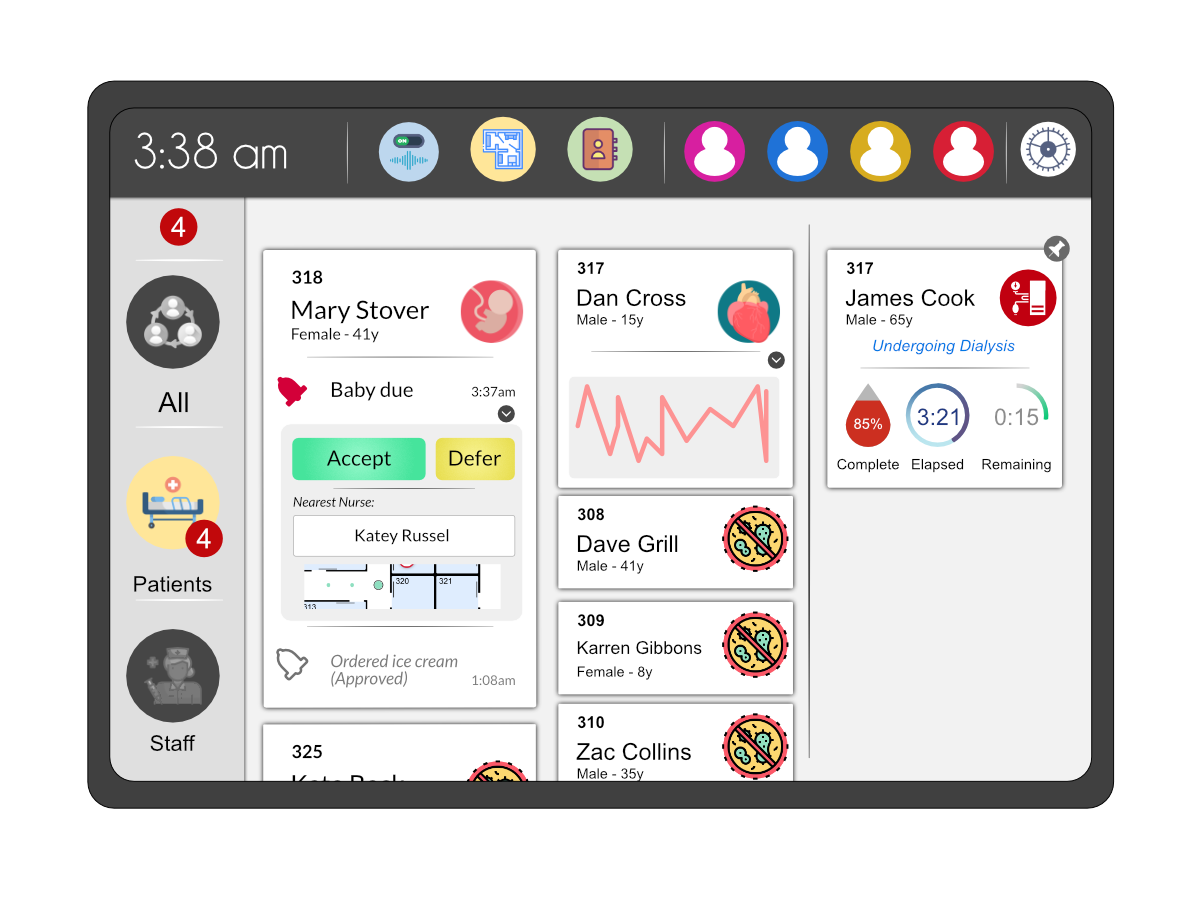 3:38 am
ON
4
All
4
Patients
Staff
318
Mary Stover
Female - 41y
Baby due
3:37am
Accept
Defer
Nearest Nurse:
Katey Russel
320
321
313
Ordered ice cream
(Approved)
1:08am
325
317
Dan Cross
Male - 15y
308
Dave Grill
Male - 41y
309
Karren Gibbons
Female - 8y
310
Zac Collins
Male - 35y
317
James Cook
Male - 65y
Undergoing Dialysis
85%
3:21
0:15
Complete
Elapsed
Remaining